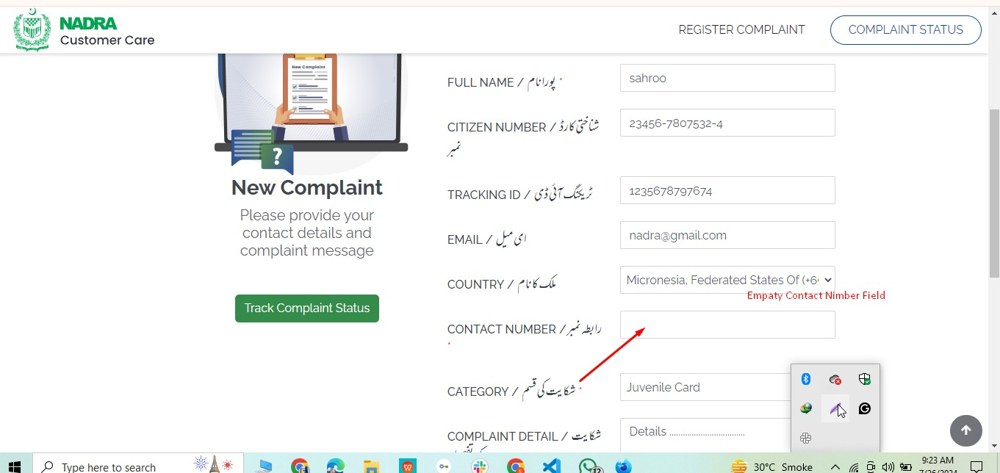 NADRA
Customer Care
REGISTER COMPLAINT
COMPLAINT STATUS
New Complaint
?
New Complaint
Please provide your
contact details and
complaint message
Track Complaint Status
FULL NAME / پورا نام *
sahroo
CITIZEN NUMBER / شناختی کارڈ
نمبر
23456-7807532-4
TRACKING ID / ٹریکنگ آئی ڈی
1235678797674
EMAIL / ای میل
nadra@gmail.com
COUNTRY / ملک کا نام
Micronesia, Federated States Of (+6
Empaty Contact Nimber Field
CONTACT NUMBER / رابطہ نمبر
*
CATEGORY / شکایت کی قسم *
Juvenile Card
COMPLAINT DETAIL / شکایت
Details ..................................
Type here to search
12
30°C Smoke
9:23 AM
7/26/2024